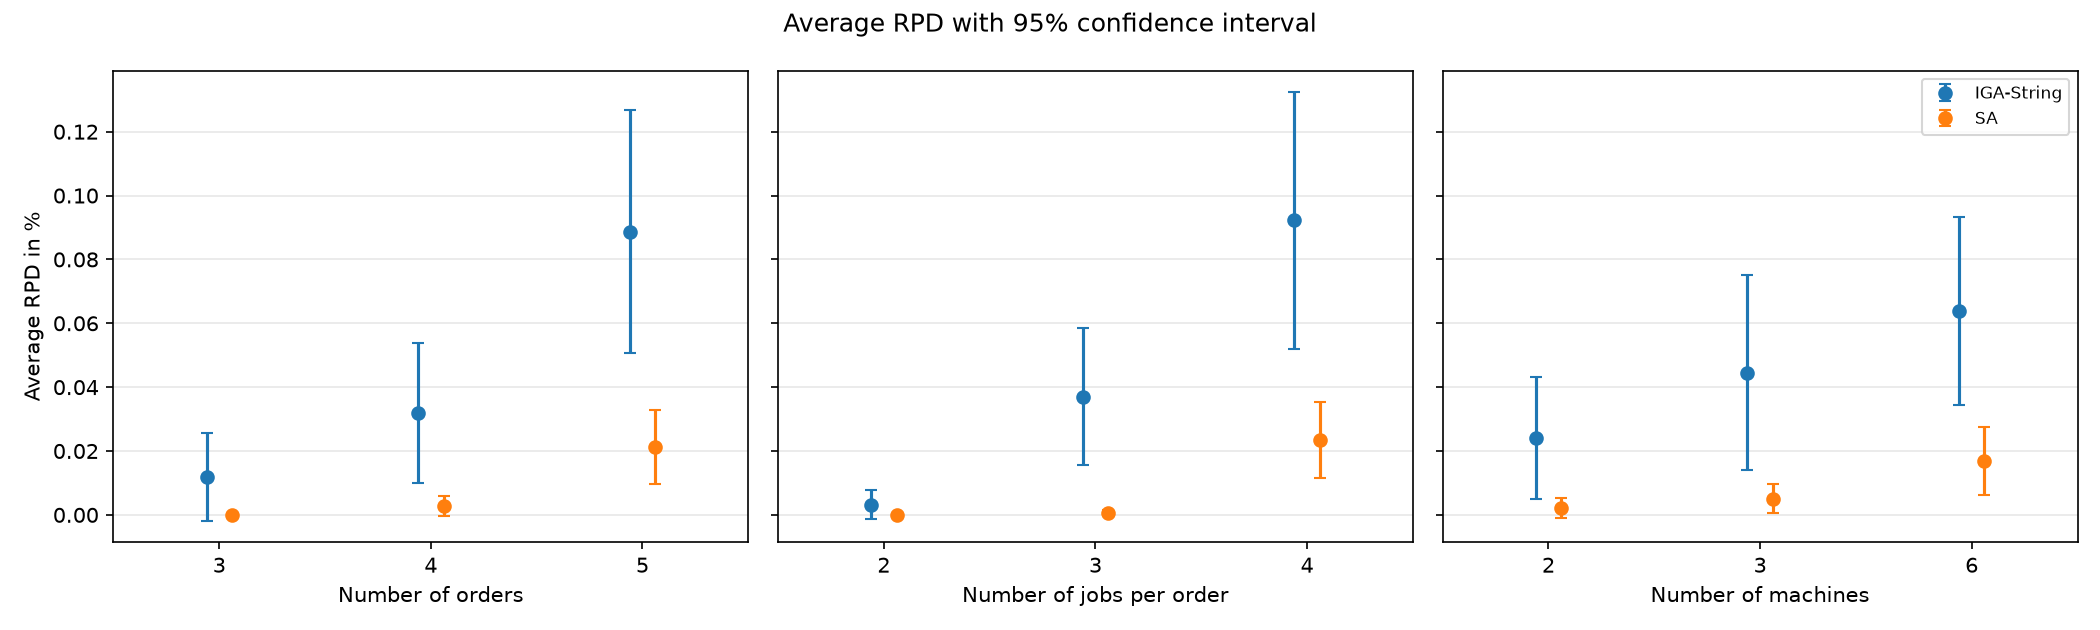 Average RPD with 95% confidence interval
Average RPD in %
0.12
0.10
0.08
0.06
0.04
0.02
0.00
3 4 5
Number of orders
2 3 4
Number of jobs per order
IGA-String
SA
2 3 6
Number of machines